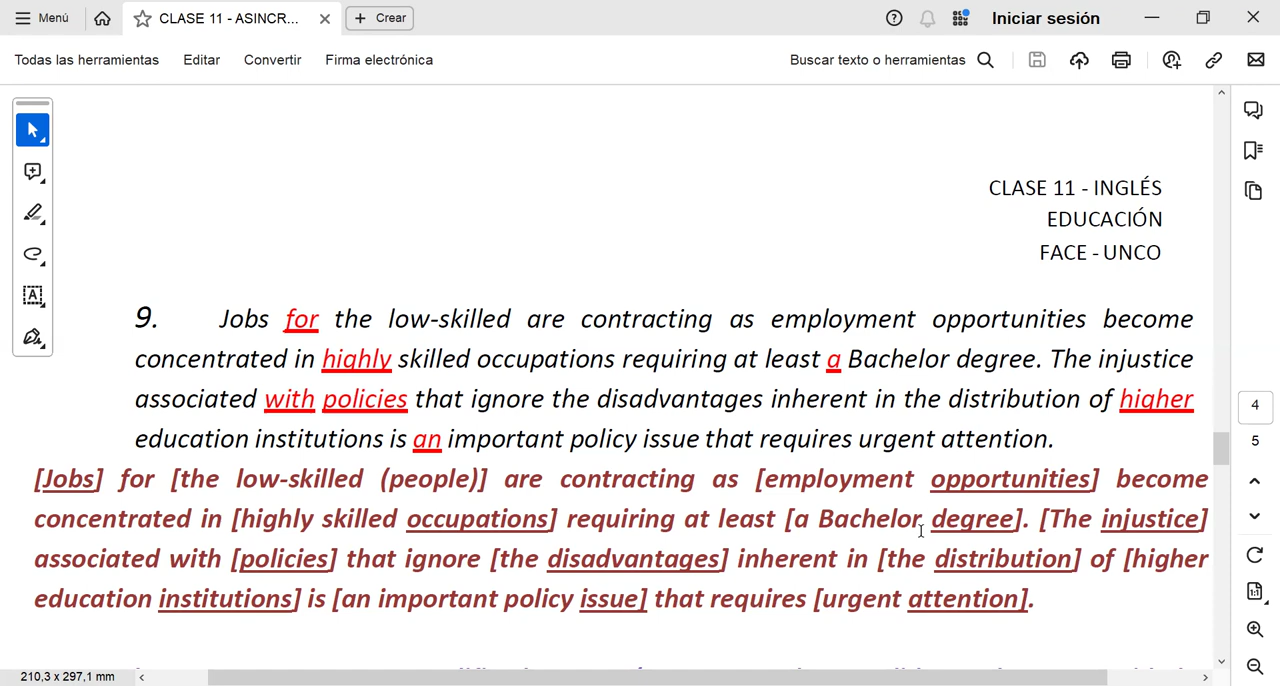 Menú
CLASE 11 - ASINCR...
Crear
Iniciar sesión
Todas las herramientas Editar Convertir Firma electrónica
Buscar texto o herramientas
CLASE 11 - INGLÉS
EDUCACIÓN
FACE - UNCO
9. Jobs for the low-skilled are contracting as employment opportunities become
concentrated in highly skilled occupations requiring at least a Bachelor degree. The injustice
associated with policies that ignore the disadvantages inherent in the distribution of higher
education institutions is an important policy issue that requires urgent attention.
[Jobs] for [the low-skilled (people)] are contracting as [employment opportunities] become
concentrated in [highly skilled occupations] requiring at least [a Bachelor degree]. [The injustice]
associated with [policies] that ignore [the disadvantages] inherent in [the distribution] of [higher
education institutions] is [an important policy issue] that requires [urgent attention].
4
5
1:1
210,3 x 297,1 mm